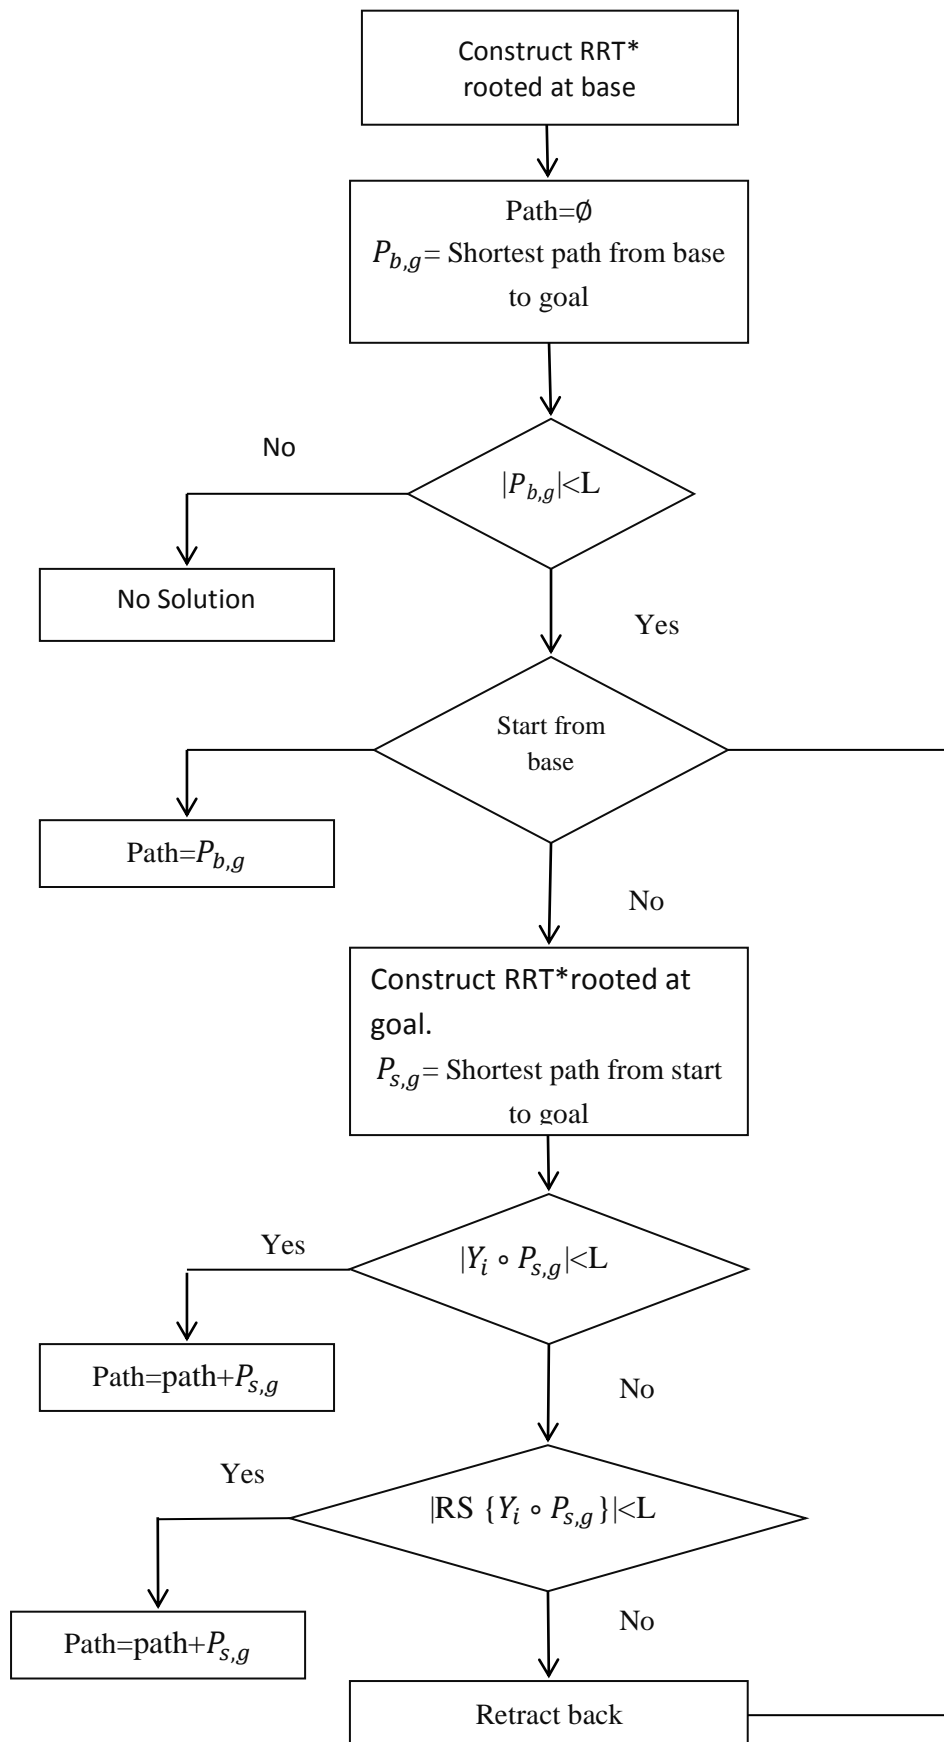 Construct RRT*
rooted at base
Path=∅
P_{b,g}= Shortest path from base
to goal
No
|P_{b,g}|<L
No Solution
Yes
Start from
base
Path=P_{b,g}
No
Construct RRT*rooted at
goal.
P_{s,g}= Shortest path from start
to goal
Yes
|Y_i ∘ P_{s,g}|<L
Path=path+P_{s,g}
No
Yes
|RS {Y_i ∘ P_{s,g}}|<L
Path=path+P_{s,g}
No
Retract back